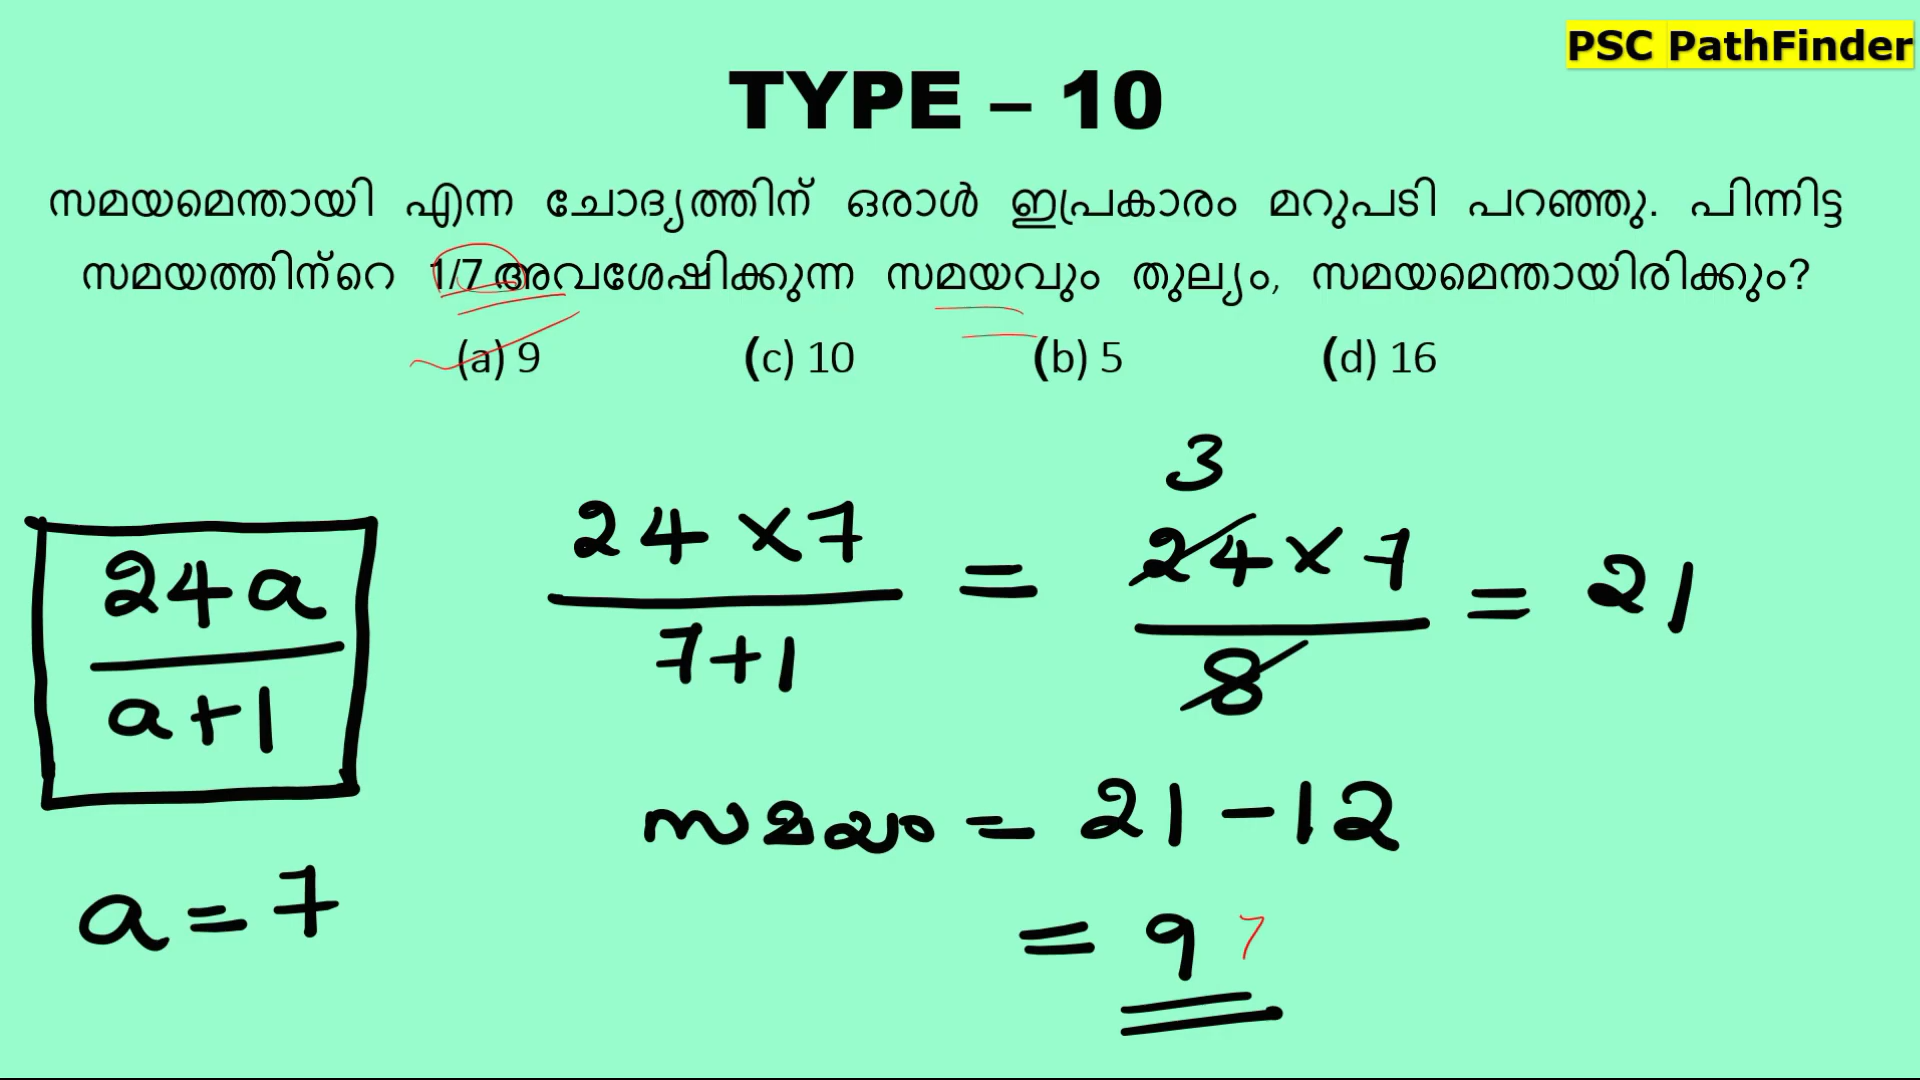 PSC PathFinder
TYPE – 10
സമയമെന്തായി എന്ന ചോദ്യത്തിന് ഒരാൾ ഇപ്രകാരം മറുപടി പറഞ്ഞു. പിന്നിട്ട
സമയത്തിന്റെ 1/7 അവശേഷിക്കുന്ന സമയവും തുല്യം, സമയമെന്തായിരിക്കും?
(a) 9 (c) 10 (b) 5 (d) 16
24a
a+1
a=7
24×7
7+1
=
3
24×7
8
= 21
സമയം = 21-12
= 9 7